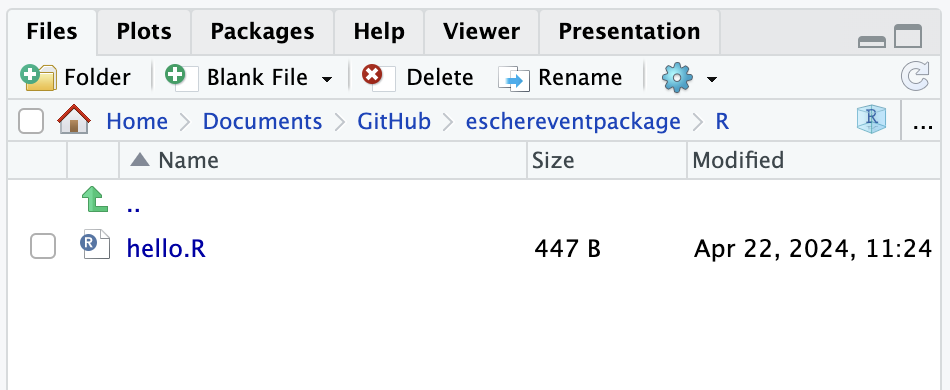 Files Plots Packages Help Viewer Presentation
Folder Blank File Delete Rename
Home Documents GitHub eschereventpackage R R ...
Name Size Modified
..
R hello.R 447 B Apr 22, 2024, 11:24